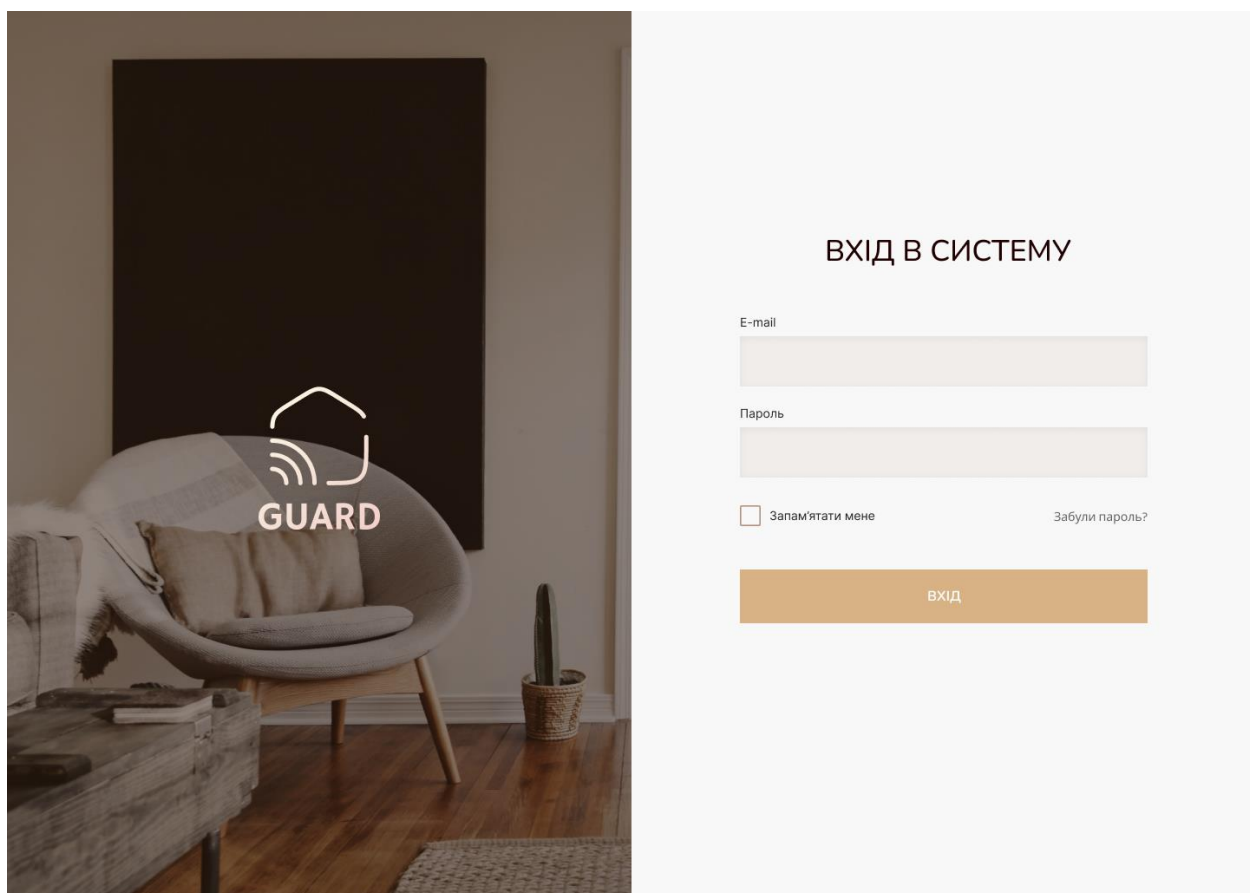 GUARD
ВХІД В СИСТЕМУ
E-mail
Пароль
Запам'ятати мене
Забули пароль?
ВХІД